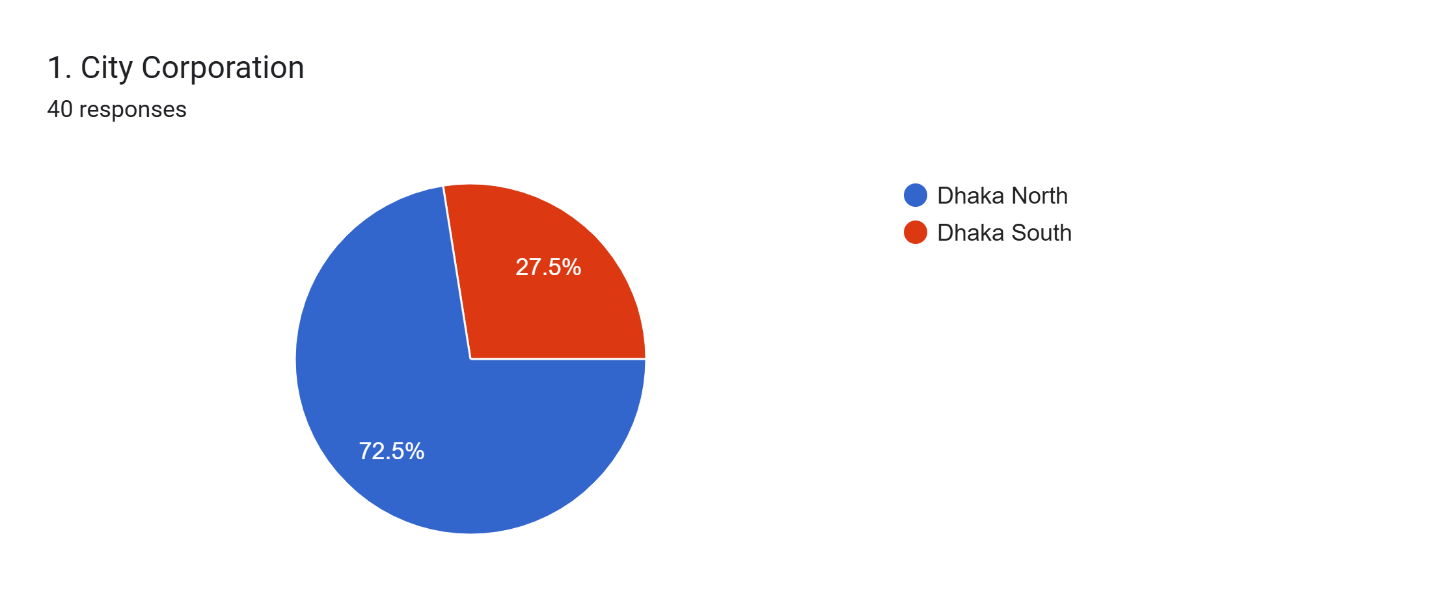 1. City Corporation
40 responses
Dhaka North
Dhaka South
27.5%
72.5%